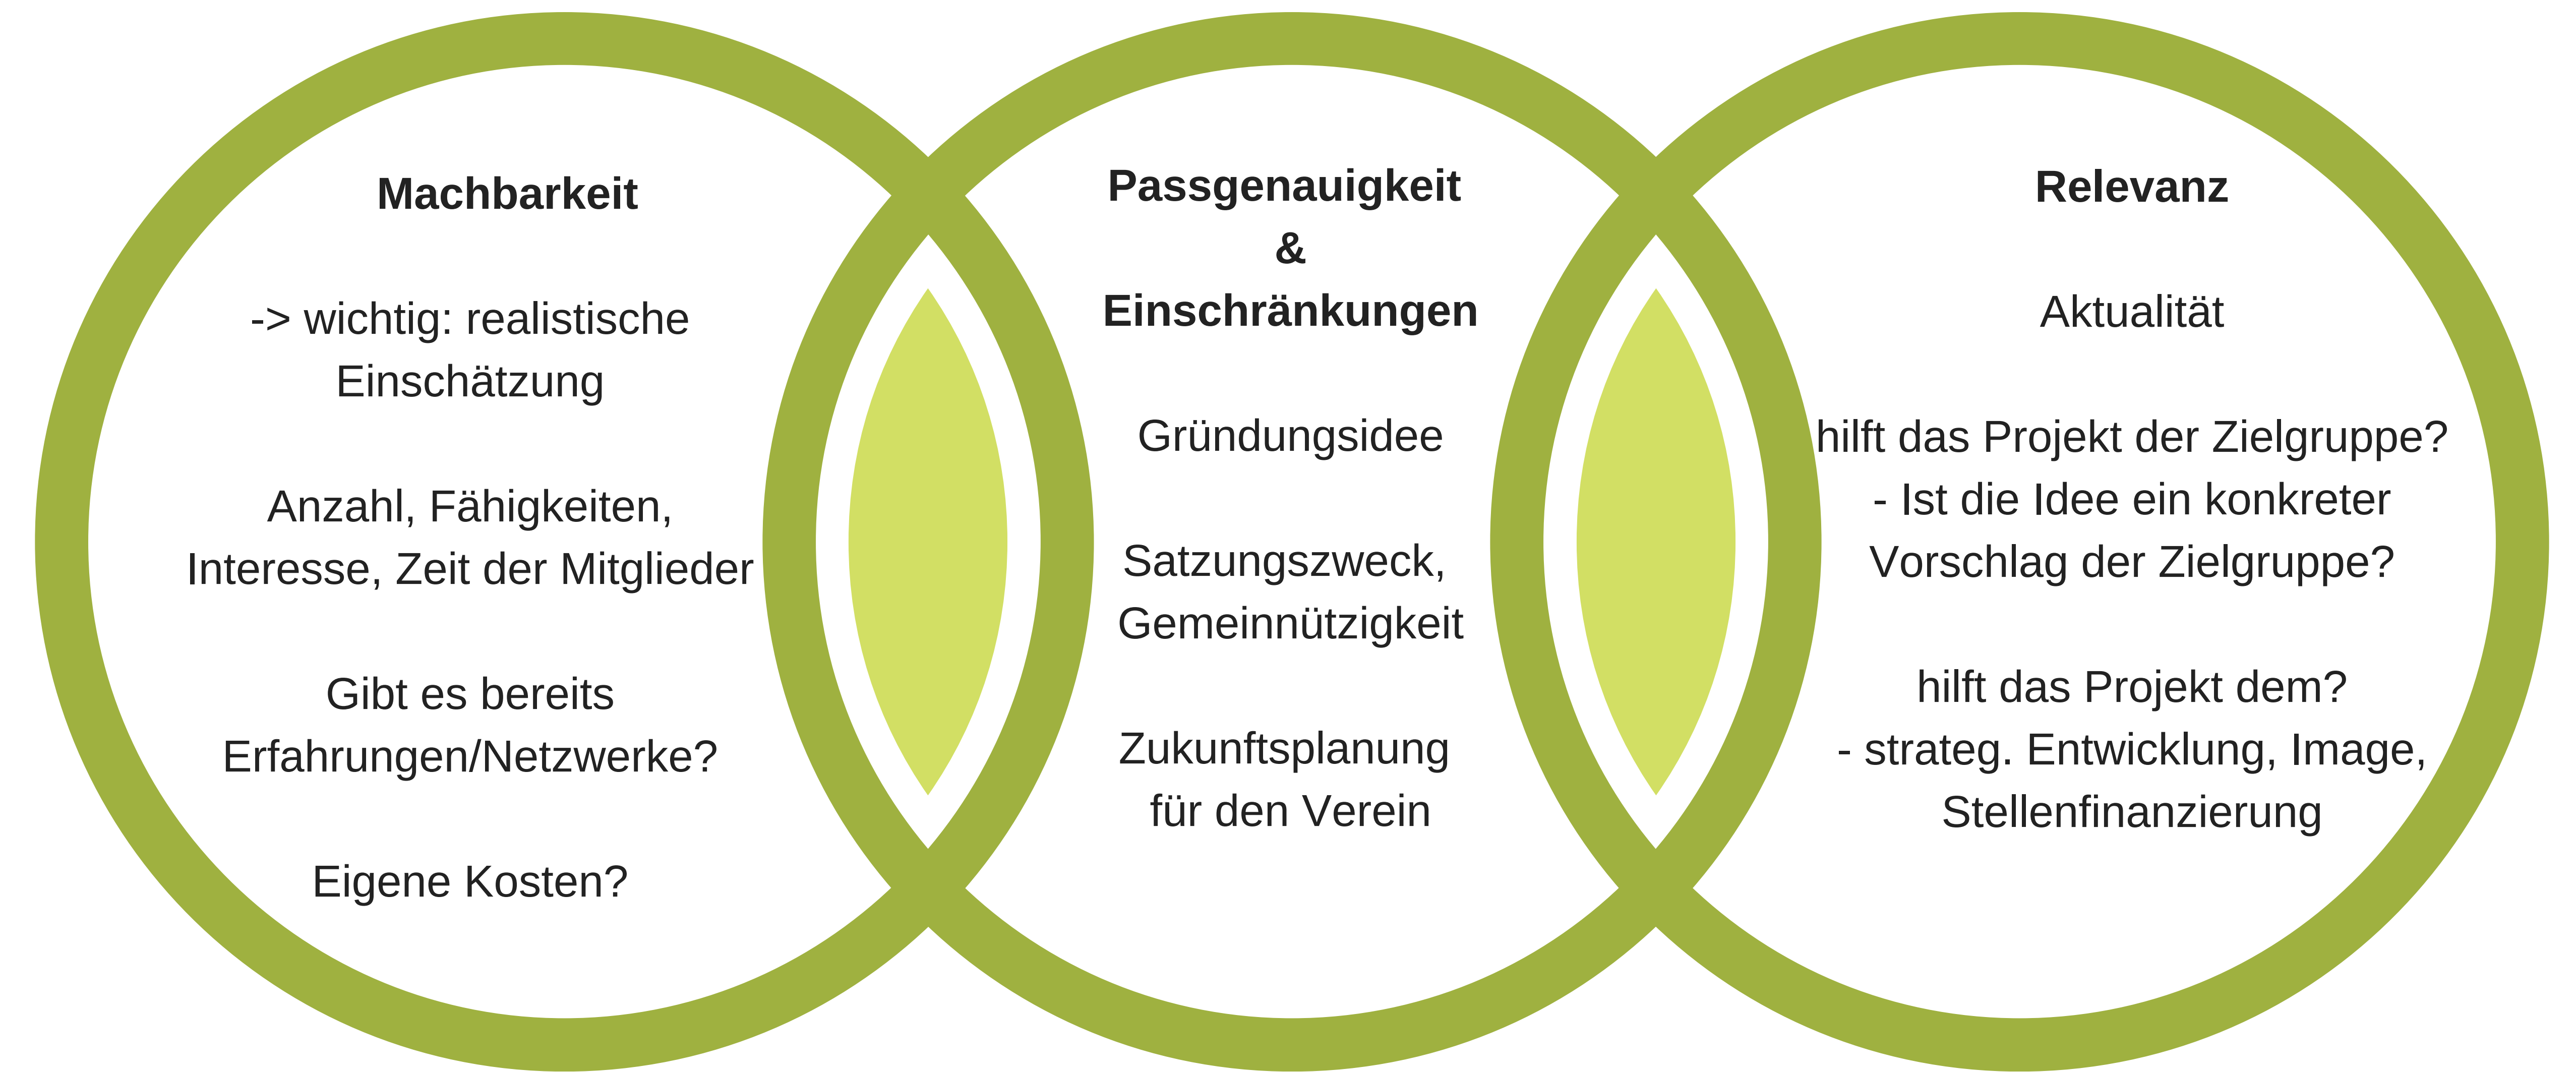 Machbarkeit
-> wichtig: realistische
Einschätzung
Anzahl, Fähigkeiten,
Interesse, Zeit der Mitglieder
Gibt es bereits
Erfahrungen/Netzwerke?
Eigene Kosten?
Passgenauigkeit
&
Einschränkungen
Gründungsidee
Satzungszweck,
Gemeinnützigkeit
Zukunftsplanung
für den Verein
Relevanz
Aktualität
hilft das Projekt der Zielgruppe?
- Ist die Idee ein konkreter
Vorschlag der Zielgruppe?
hilft das Projekt dem?
- strateg. Entwicklung, Image,
Stellenfinanzierung